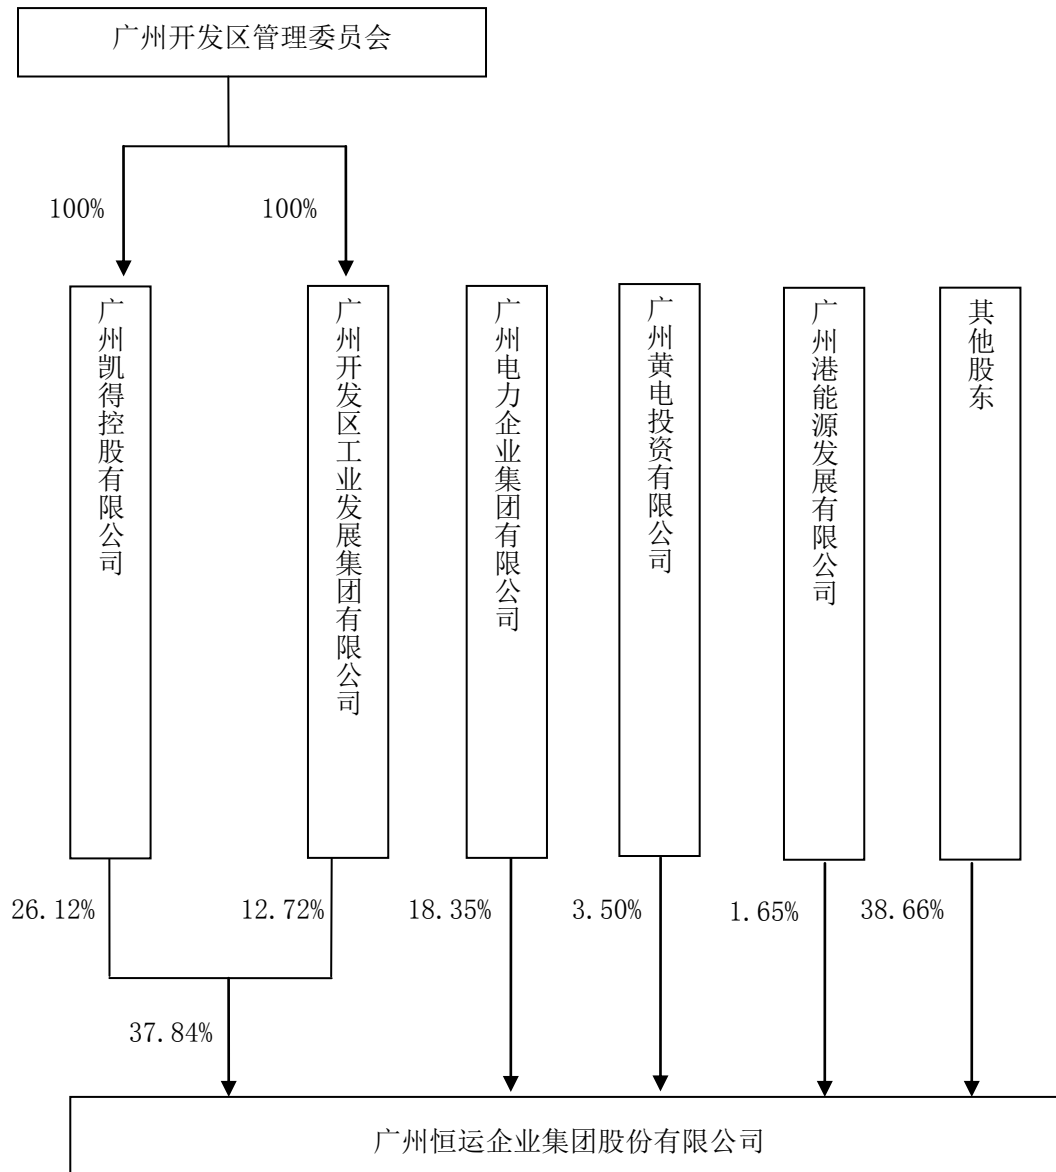 广州开发区管理委员会
100%
100%
广州凯得控股有限公司
广州开发区工业发展集团有限公司
广州电力企业集团有限公司
广州黄电投资有限公司
广州港能源发展有限公司
其他股东
26.12%
12.72%
18.35%
3.50%
1.65%
38.66%
37.84%
广州恒运企业集团股份有限公司